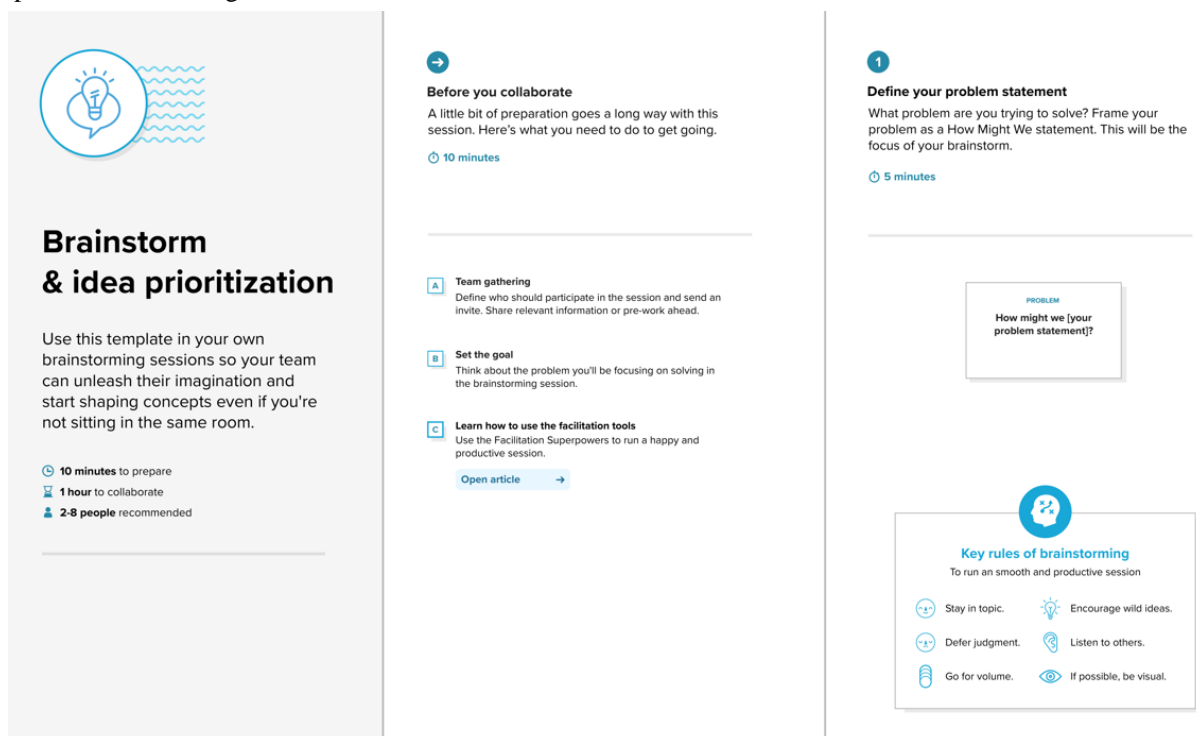 Brainstorm
& idea prioritization
Use this template in your own
brainstorming sessions so your team
can unleash their imagination and
start shaping concepts even if you're
not sitting in the same room.
10 minutes to prepare
1 hour to collaborate
2-8 people recommended
Before you collaborate
A little bit of preparation goes a long way with this
session. Here's what you need to do to get going.
10 minutes
A
Team gathering
Define who should participate in the session and send an
invite. Share relevant information or pre-work ahead.
B
Set the goal
Think about the problem you'll be focusing on solving in
the brainstorming session.
C
Learn how to use the facilitation tools
Use the Facilitation Superpowers to run a happy and
productive session.
Open article
1
Define your problem statement
What problem are you trying to solve? Frame your
problem as a How Might We statement. This will be the
focus of your brainstorm.
5 minutes
PROBLEM
How might we [your
problem statement]?
Key rules of brainstorming
To run an smooth and productive session
Stay in topic.
Encourage wild ideas.
Defer judgment.
Listen to others.
Go for volume.
If possible, be visual.